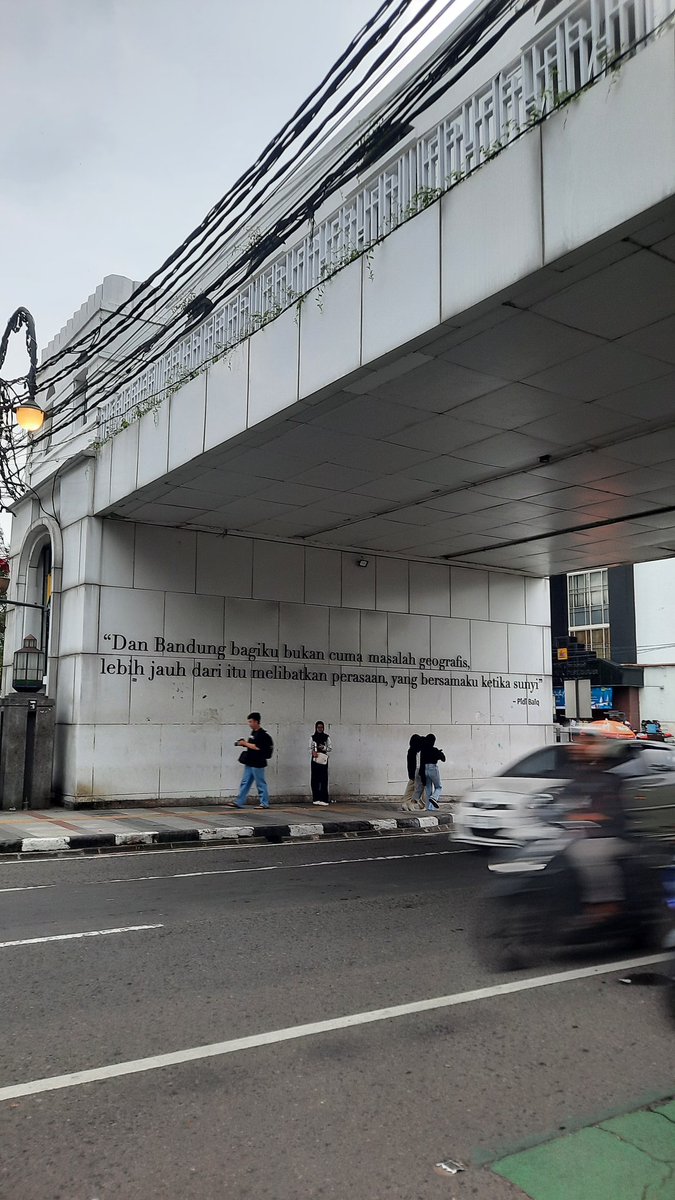 “Dan Bandung bagiku bukan cuma masalah geografis,
lebih jauh dari itu melibatkan perasaan, yang bersamaku ketika sunyi”
- Pidi Baiq